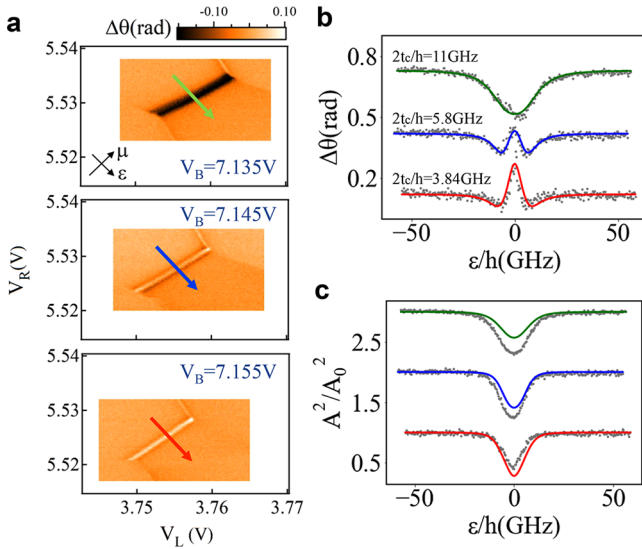 a
Δθ(rad)
-0.10
0.10
5.54
5.53
5.52
μ
ε
V_B=7.135V
5.54
5.53
5.52
V_B=7.145V
V_R(V)
5.54
5.53
5.52
V_B=7.155V
3.75
3.76
3.77
V_L (V)
b
0.8
0.5
0.2
Δθ(rad)
2tc/h=11GHz
2tc/h=5.8GHz
2tc/h=3.84GHz
−50
0
50
ε/h(GHz)
c
2.5
1.5
0.5
A²/A₀²
−50
0
50
ε/h(GHz)